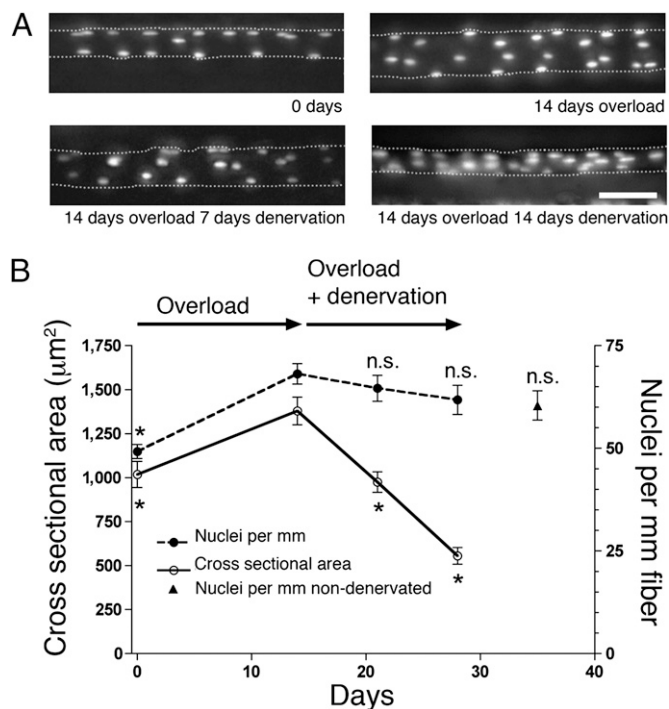 A
0 days
14 days overload
14 days overload 7 days denervation
14 days overload 14 days denervation
B
Overload
Overload
+ denervation
Cross sectional area (μm²)
1,750
1,500
1,250
1,000
750
500
250
0
*
*
n.s.
n.s.
n.s.
*
*
Nuclei per mm
Cross sectional area
Nuclei per mm non-denervated
75
50
25
0
Nuclei per mm fiber
0
10
20
30
40
Days